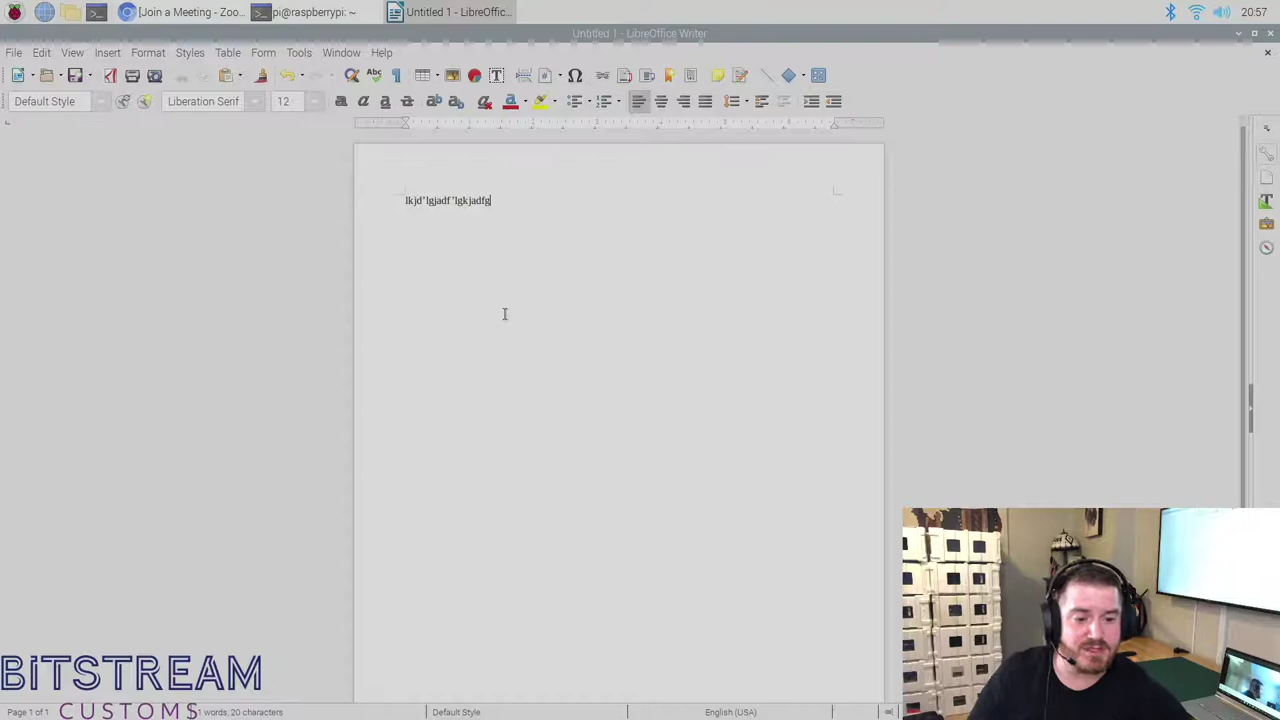 [Join a Meeting - Zoo...
pi@raspberrypi: ~
Untitled 1 - LibreOffic...
20:57
Untitled 1 - LibreOffice Writer
File Edit View Insert Format Styles Table Form Tools Window Help
Default Style
Liberation Serif
12
lkjd'lgjadf'lgkjadfg
BiTSTREAM
CUSTOMS
Page 1 of 1
1 words, 20 characters
Default Style
English (USA)